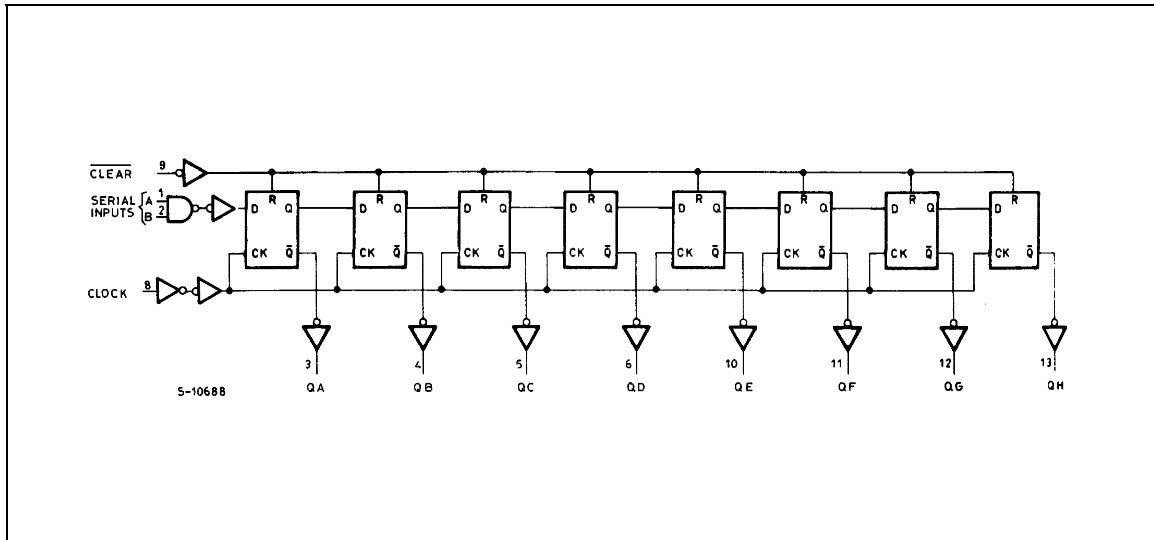 9
CLEAR
SERIAL INPUTS { A 1
B 2
R R R R R R R R
D Q D Q D Q D Q D Q D Q D Q D
CK Q̄ CK Q̄ CK Q̄ CK Q̄ CK Q̄ CK Q̄ CK Q̄ CK Q̄
CLOCK 8
3 4 5 6 10 11 12 13
QA QB QC QD QE QF QG QH
S-10688